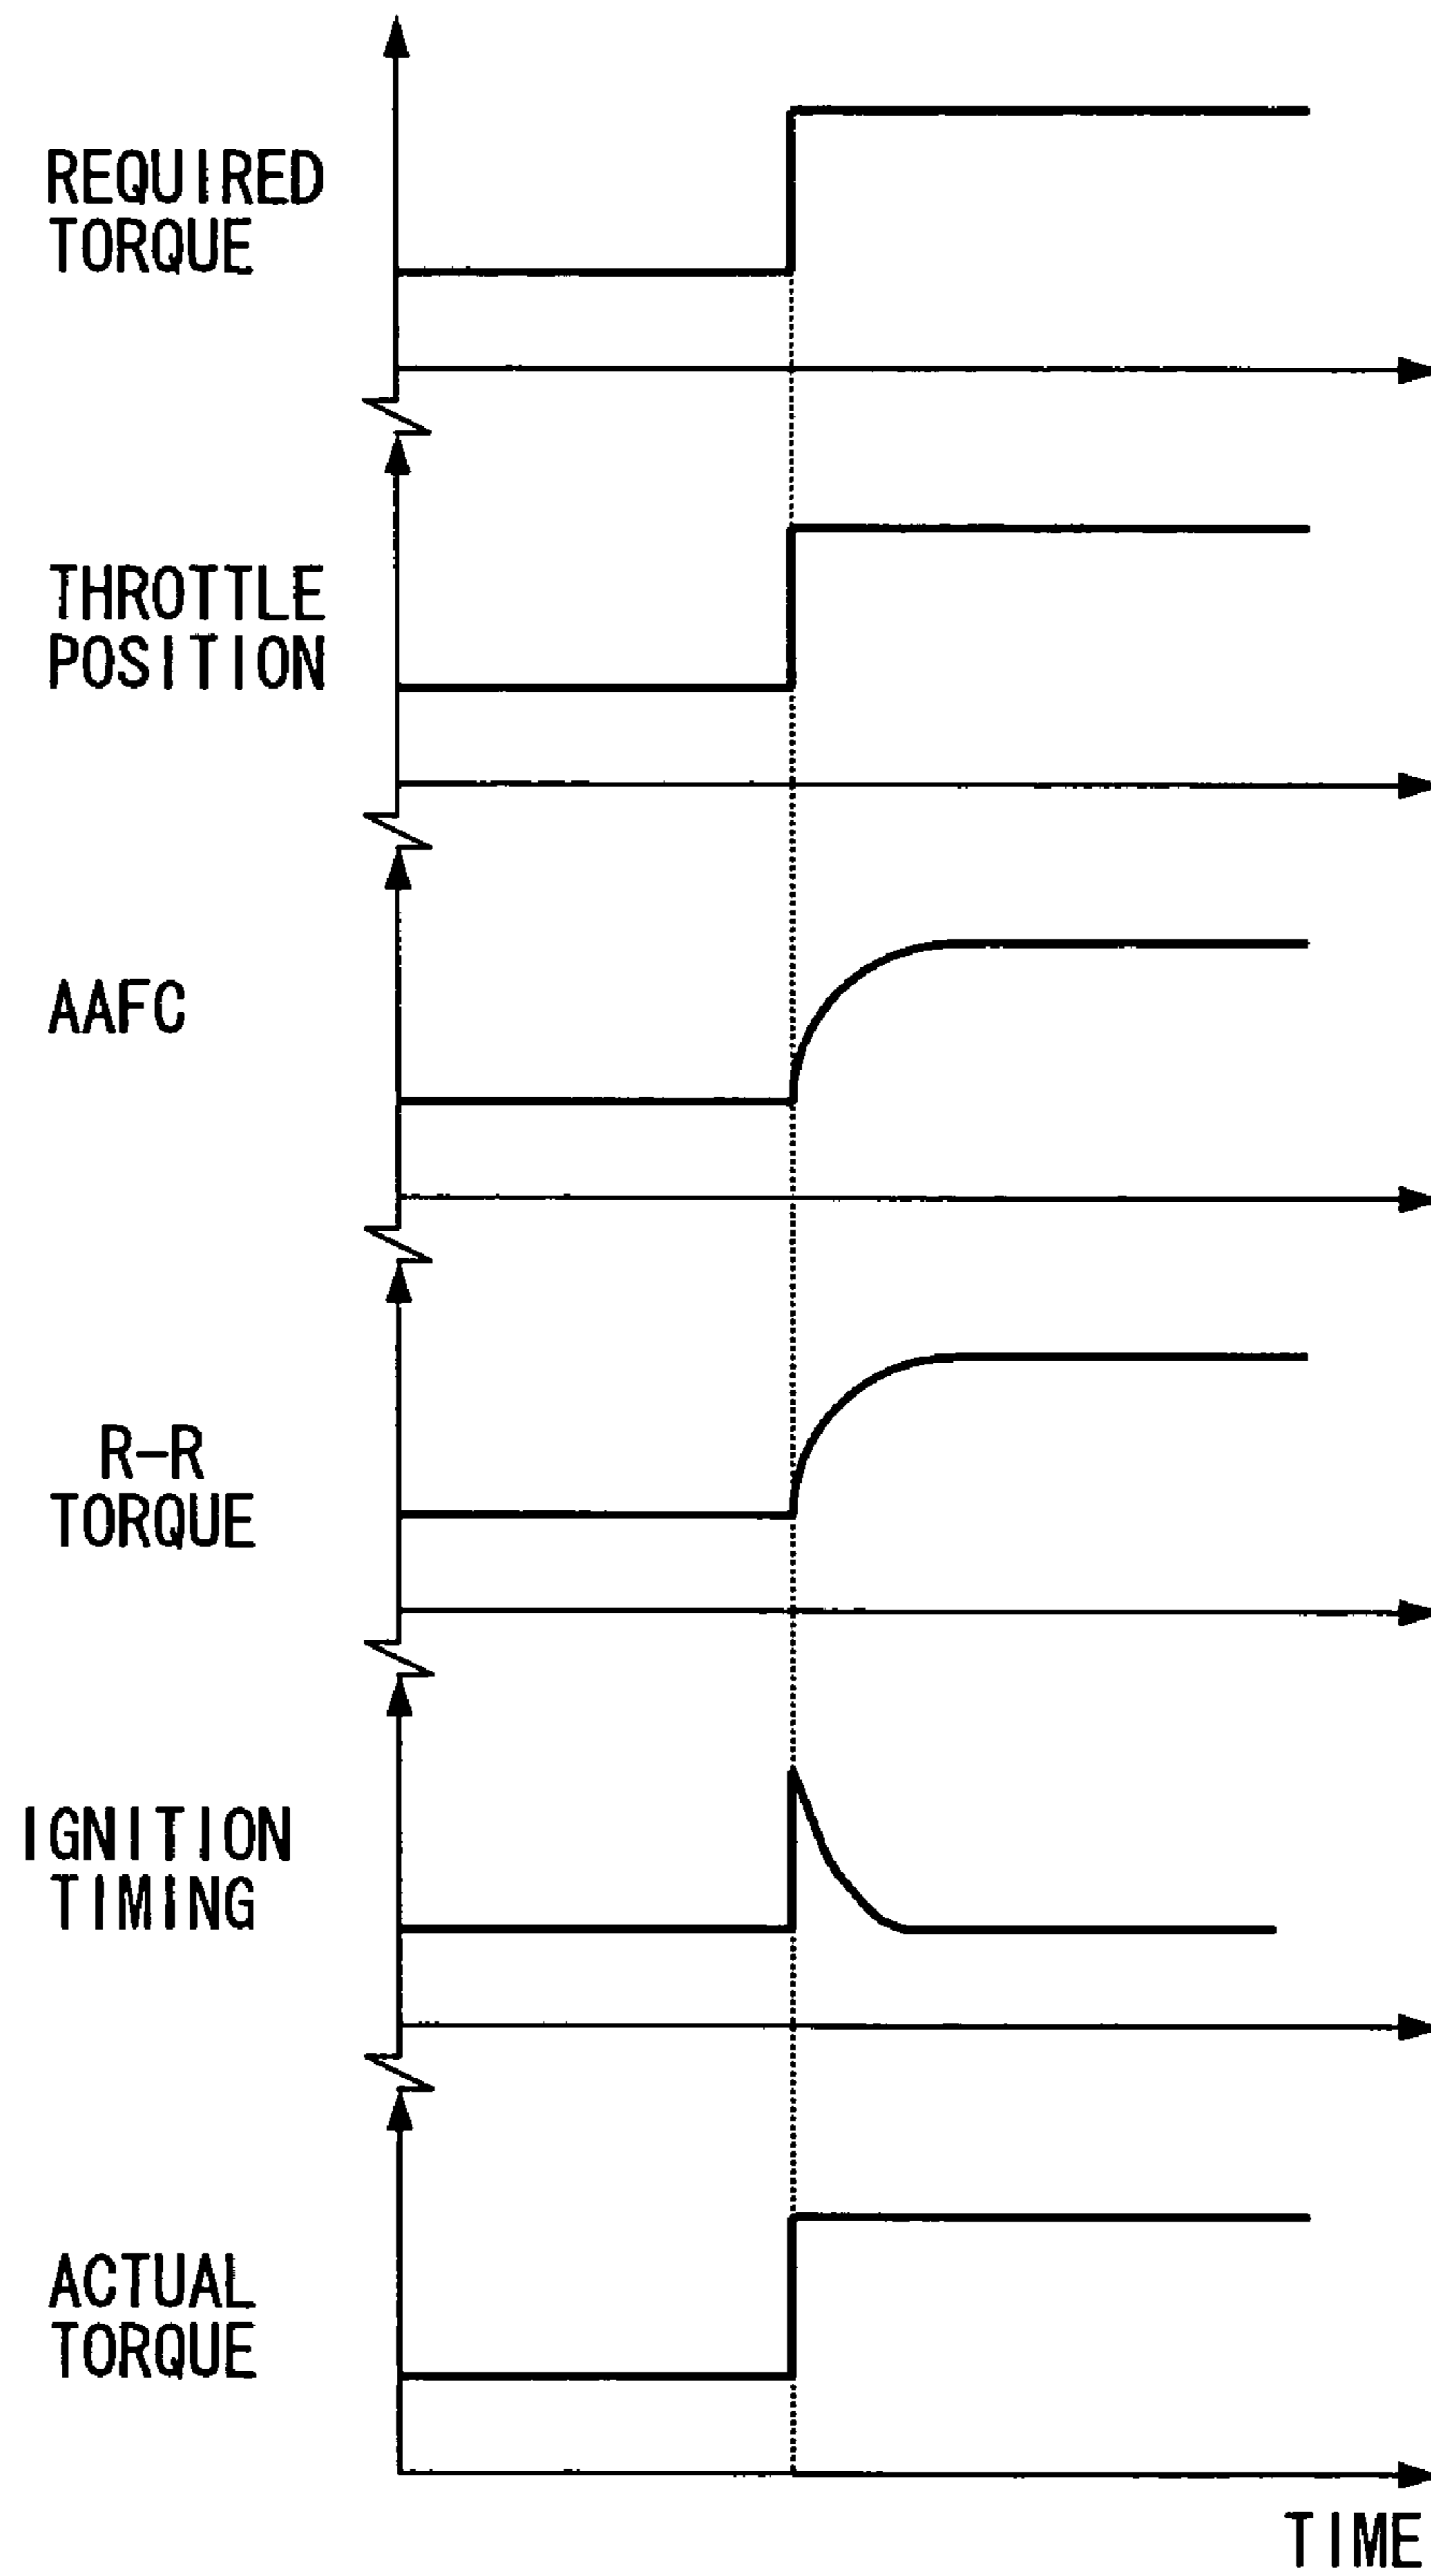 REQUIRED
TORQUE
THROTTLE
POSITION
AAFC
R-R
TORQUE
IGNITION
TIMING
ACTUAL
TORQUE
TIME